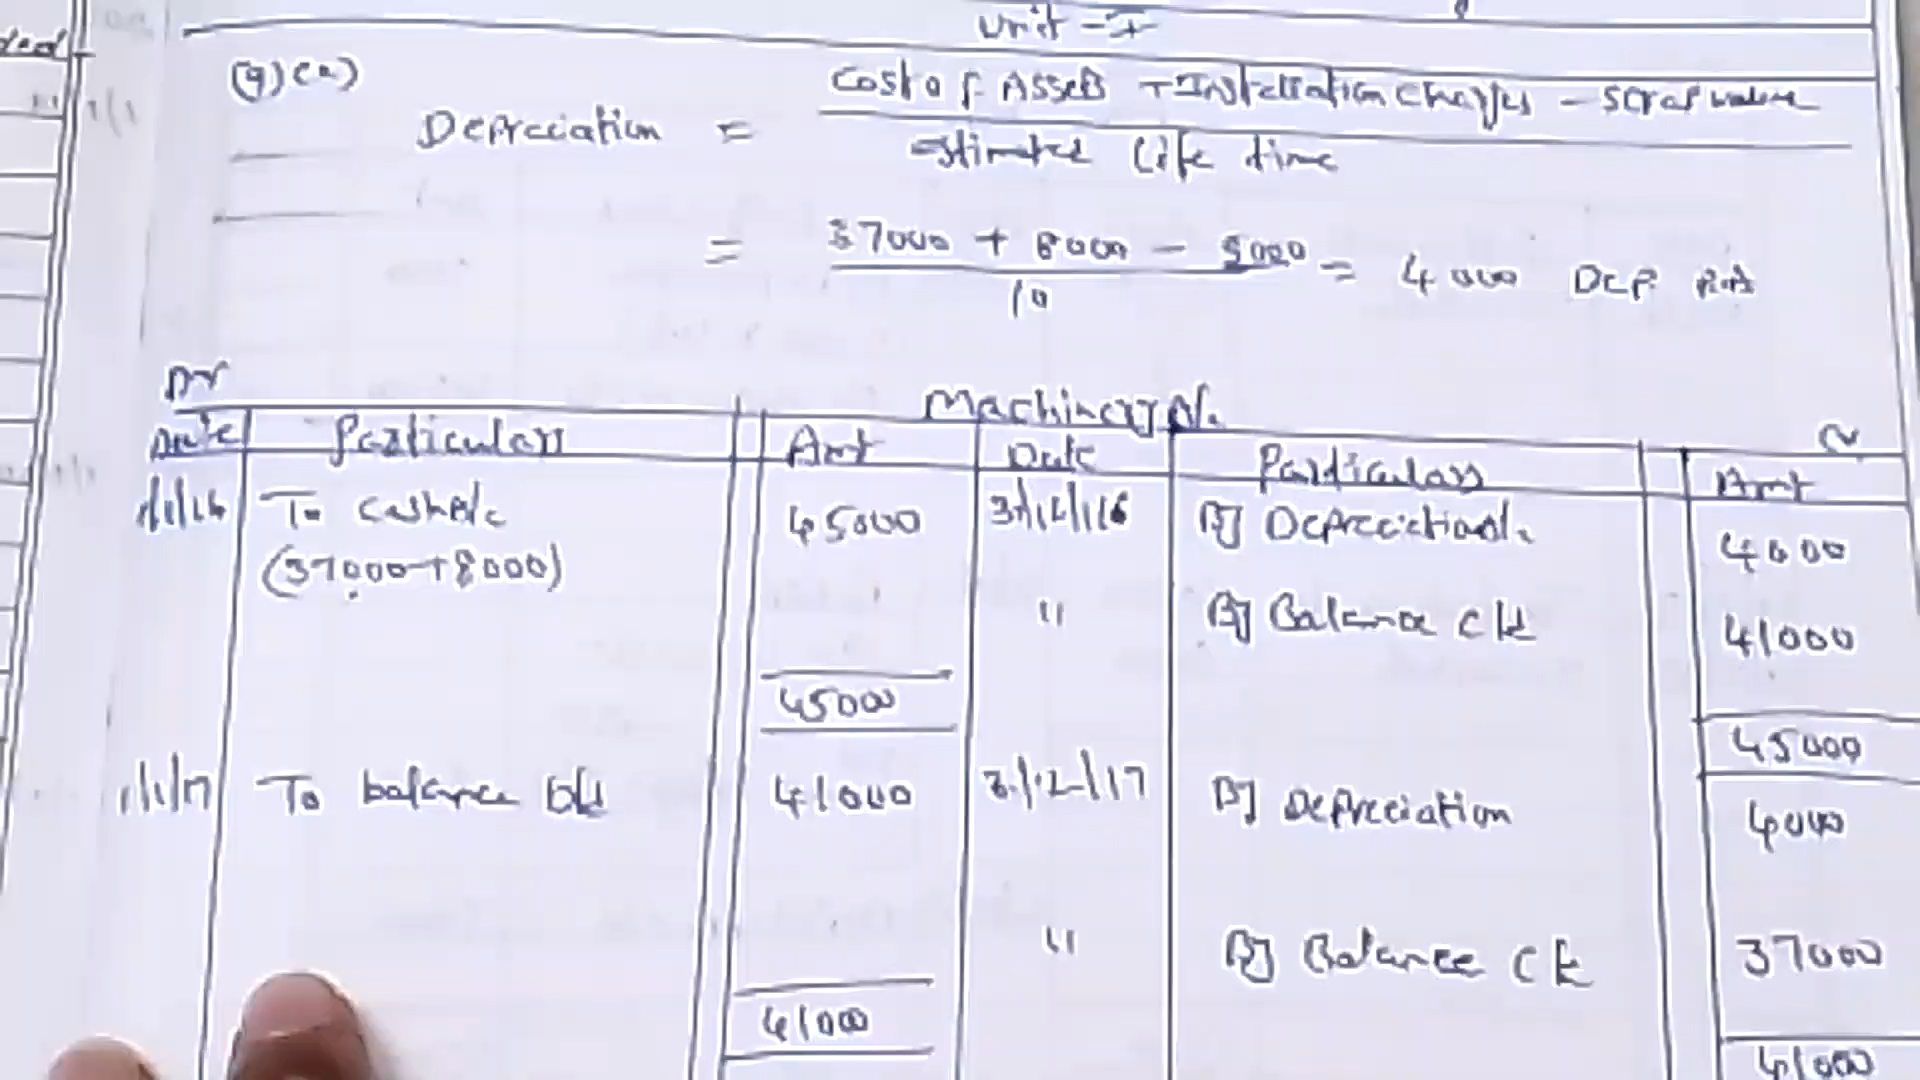 Unit - I
(9)(a)
Depreciation = Cost of Assets + Installation Charges - Scrap value
Estimated Life time
= 37000 + 8000 - 5000 = 4000 Dep P.A
10
Dr Machinery A/c Cr
Date Particulars Amt Date Particulars Amt
1/1/16 To cash a/c 45000 31/12/16 By Depreciation A/c 4000
(37000+8000)
" By Balance c/d 41000
45000 45000
1/1/17 To balance b/d 41000 31/12/17 By Depreciation 4000
" By Balance c/d 37000
41000 41000